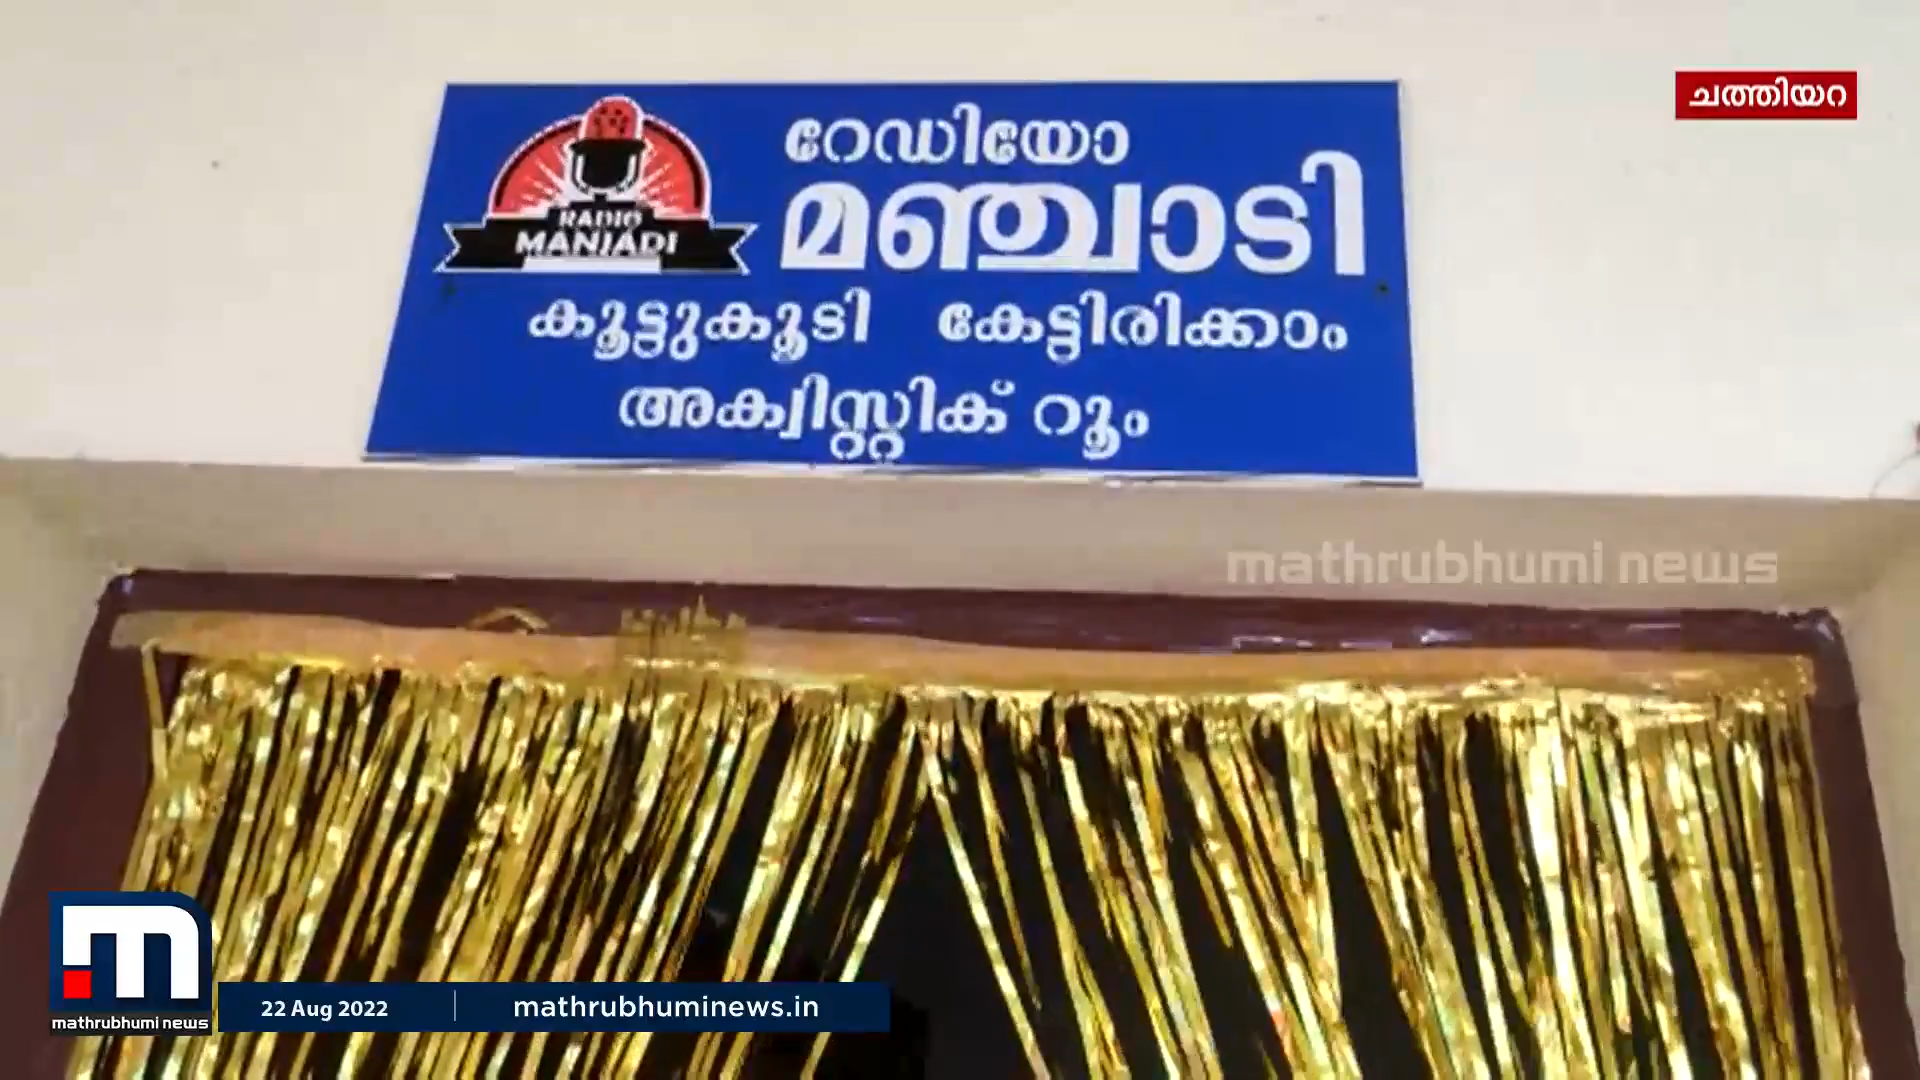 ചത്തിയറ
റേഡിയോ
മഞ്ചാടി
RADIO
MANJADI
കൂട്ടുകൂടി കേട്ടിരിക്കാം
അക്വിസ്റ്റിക് റൂം
mathrubhumi news
22 Aug 2022
mathrubhuminews.in
mathrubhumi news